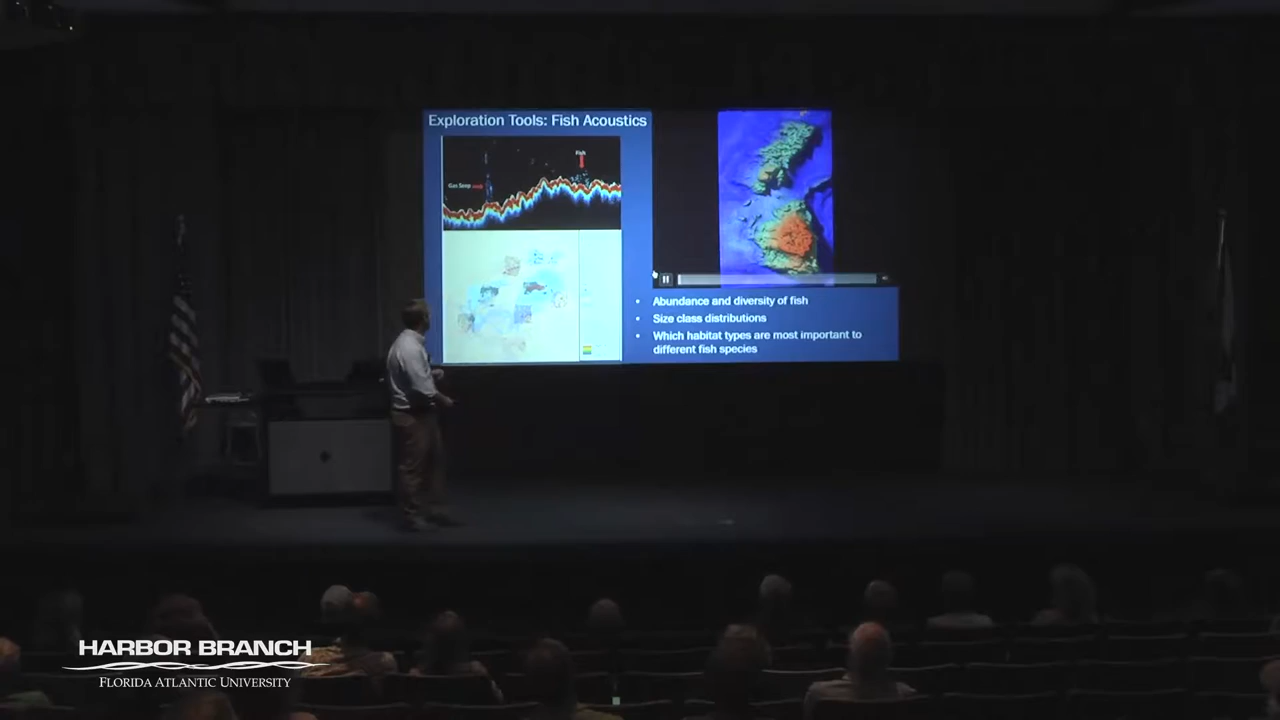 Exploration Tools: Fish Acoustics
Fish
Gas Seep
• Abundance and diversity of fish
• Size class distributions
• Which habitat types are most important to
different fish species
HARBOR BRANCH
FLORIDA ATLANTIC UNIVERSITY